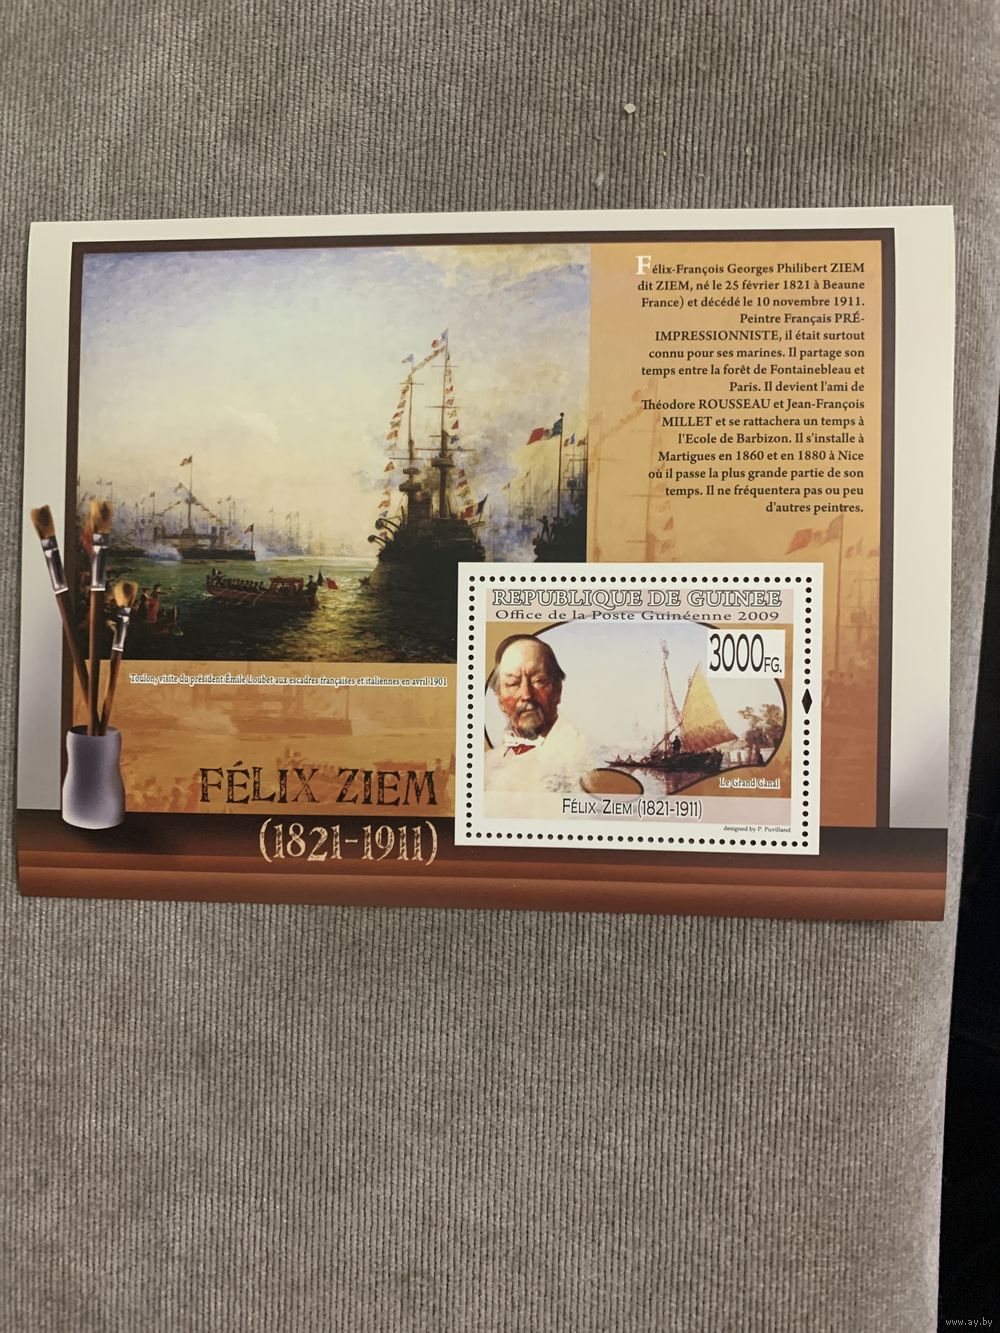 Félix-François Georges Philibert ZIEM
dit ZIEM, né le 25 février 1821 à Beaune
France) et décédé le 10 novembre 1911.
Peintre Français PRÉ-
IMPRESSIONNISTE, il était surtout
connu pour ses marines. Il partage son
temps entre la forêt de Fontainebleau et
Paris. Il devient l'ami de
Théodore ROUSSEAU et Jean-François
MILLET et se rattachera un temps à
l'Ecole de Barbizon. Il s'installe à
Martigues en 1860 et en 1880 à Nice
où il passe la plus grande partie de son
temps. Il ne fréquentera pas ou peu
d'autres peintres.
Toulon, visite du président Émile Loubet aux escadres françaises et italiennes en avril 1901
FÉLIX ZIEM
(1821-1911)
REPUBLIQUE DE GUINEE
Office de la Poste Guinéenne 2009
3000FG.
Le Grand Canal
FÉLIX ZIEM (1821-1911)
designed by P. Puvilland
www.ay.by